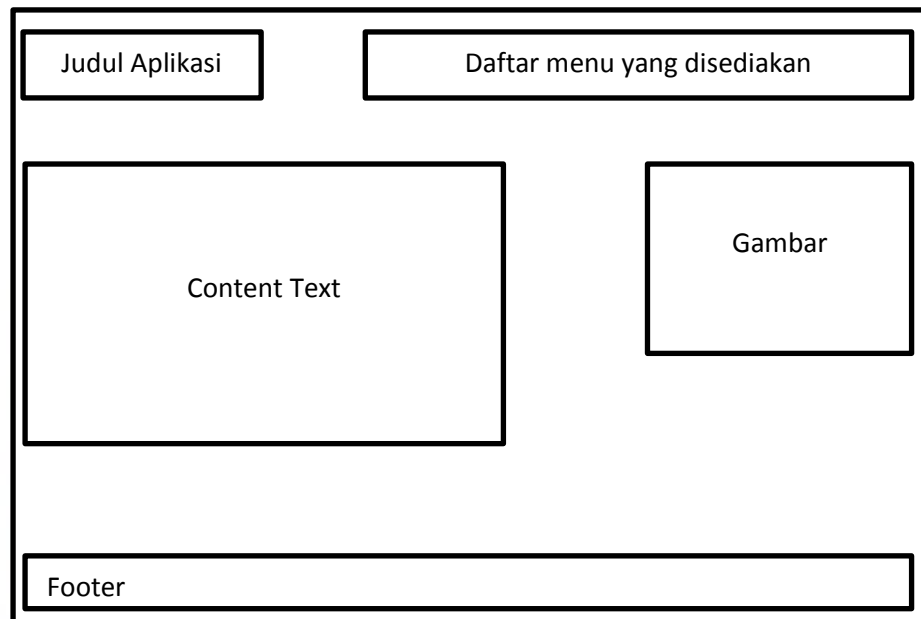 Judul Aplikasi
Daftar menu yang disediakan
Content Text
Gambar
Footer